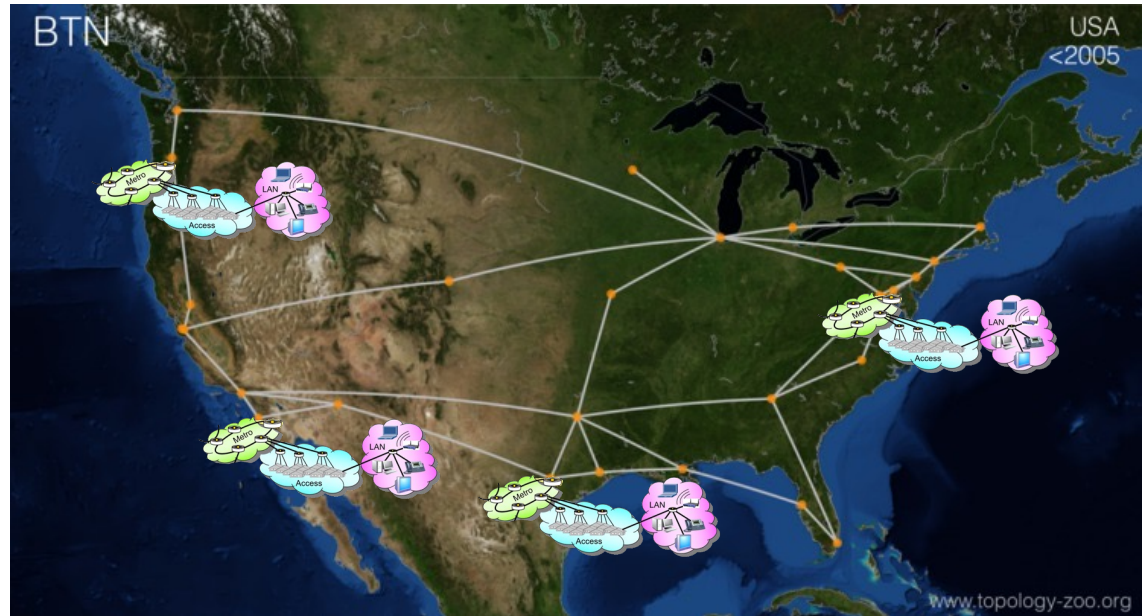 BTN
USA
<2005
Metro
LAN
Access
Metro
LAN
Access
Metro
LAN
Access
Metro
LAN
Access
www.topology-zoo.org